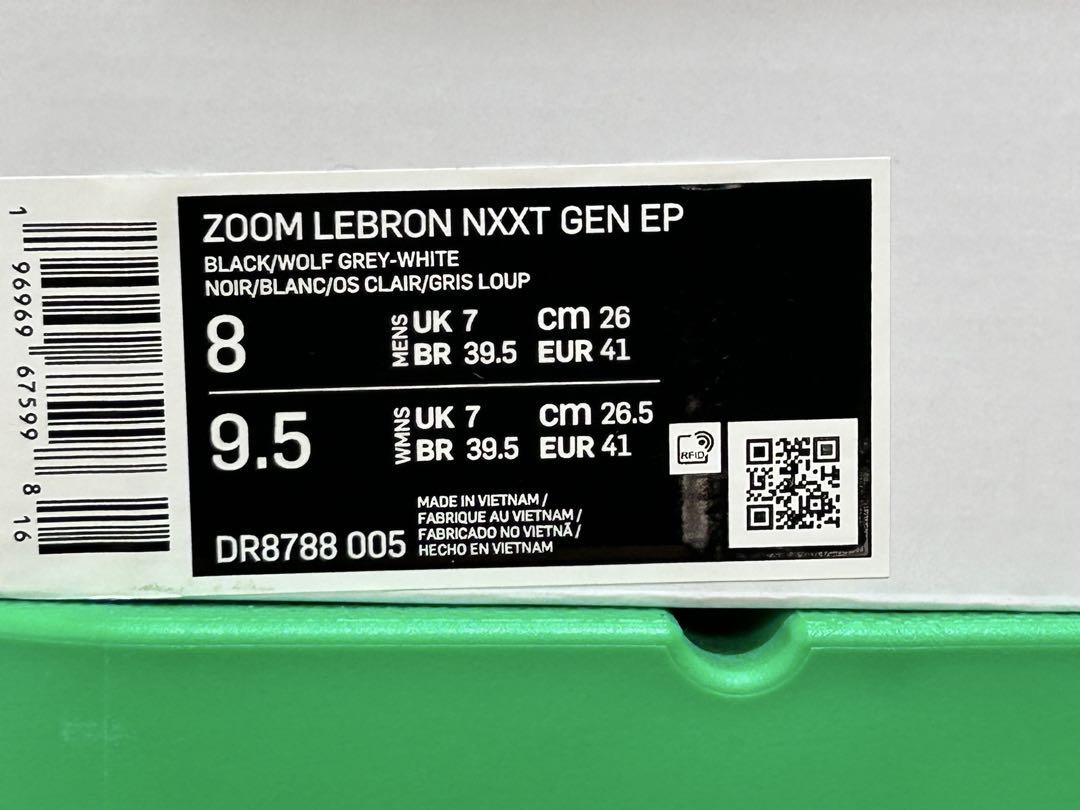 ZOOM LEBRON NXXT GEN EP
BLACK/WOLF GREY-WHITE
NOIR/BLANC/OS CLAIR/GRIS LOUP
8 MENS UK 7 cm 26
BR 39.5 EUR 41
9.5 WMNS UK 7 cm 26.5
BR 39.5 EUR 41
RFID
MADE IN VIETNAM /
FABRIQUE AU VIETNAM /
FABRICADO NO VIETNÃ /
HECHO EN VIETNAM
DR8788 005
1 96969 67599 8 16